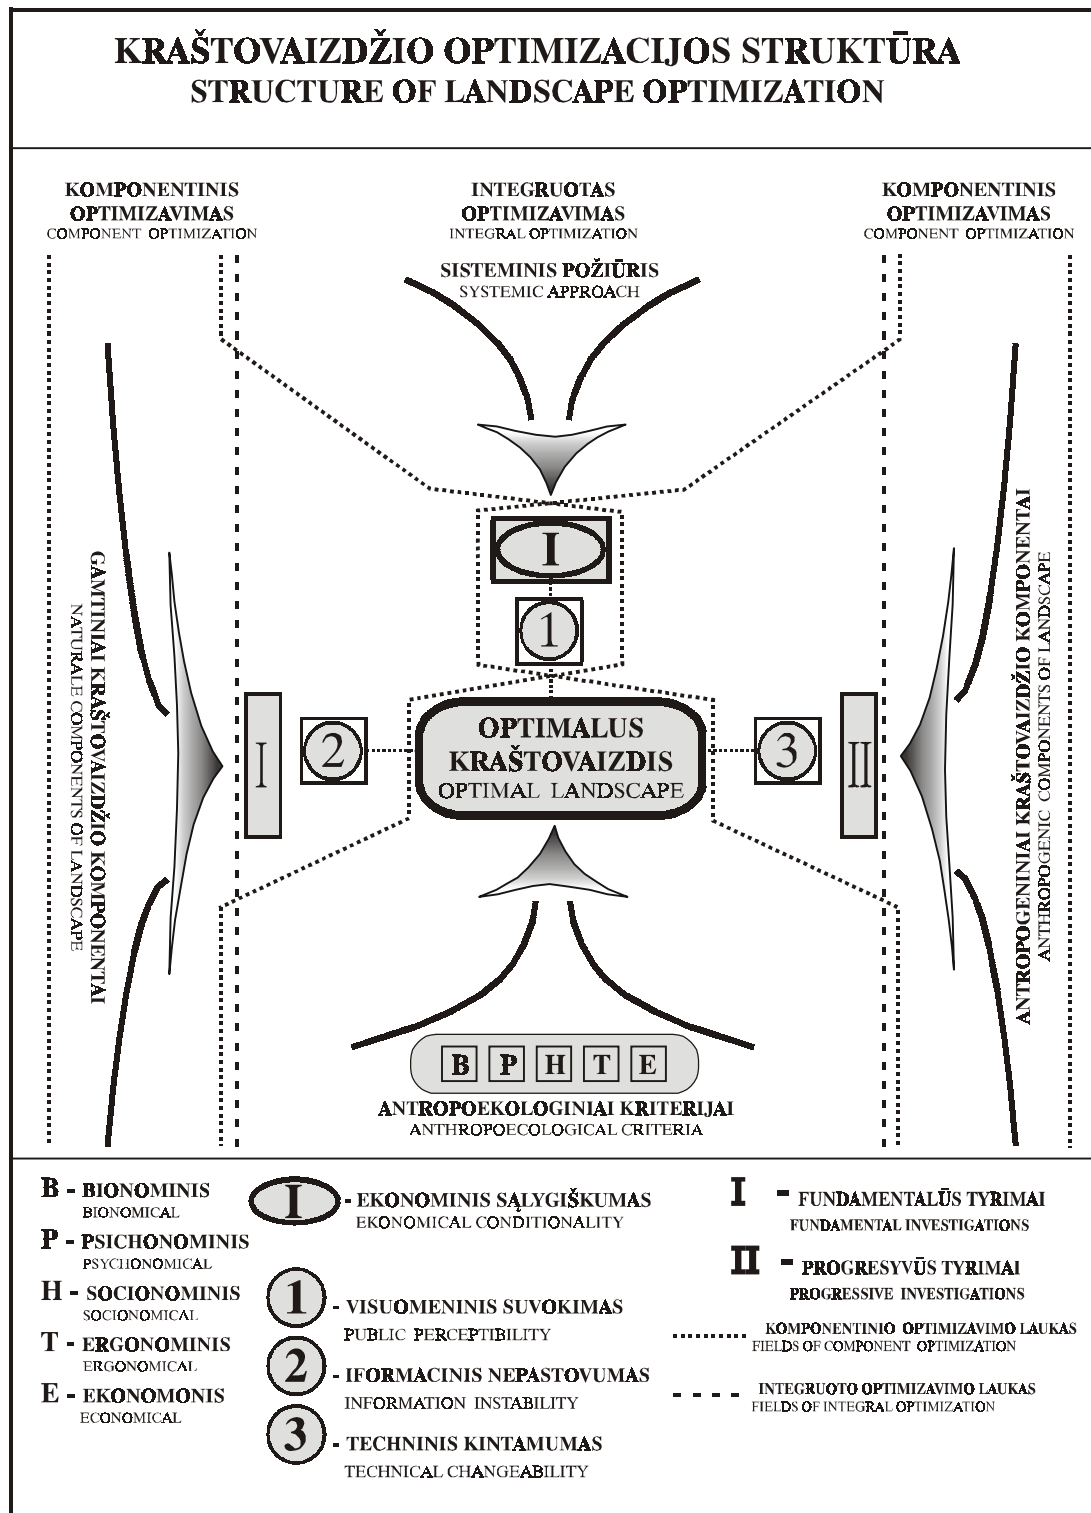 KRAŠTOVAIZDŽIO OPTIMIZACIJOS STRUKTŪRA
STRUCTURE OF LANDSCAPE OPTIMIZATION
KOMPONENTINIS
OPTIMIZAVIMAS
COMPONENT OPTIMIZATION
INTEGRUOTAS
OPTIMIZAVIMAS
INTEGRAL OPTIMIZATION
SISTEMINIS POŽIŪRIS
SYSTEMIC APPROACH
KOMPONENTINIS
OPTIMIZAVIMAS
COMPONENT OPTIMIZATION
GAMTINIAI KRAŠTOVAIZDŽIO KOMPONENTAI
NATURALE COMPONENTS OF LANDSCAPE
I
1
I
2
OPTIMALUS
KRAŠTOVAIZDIS
OPTIMAL LANDSCAPE
3
II
ANTROPOGENINIAI KRAŠTOVAIZDŽIO KOMPONENTAI
ANTHROPOGENIC COMPONENTS OF LANDSCAPE
B P H T E
ANTROPOEKOLOGINIAI KRITERIJAI
ANTHROPOECOLOGICAL CRITERIA
B - BIONOMINIS
BIONOMICAL
P - PSICHONOMINIS
PSYCHONOMICAL
H - SOCIONOMINIS
SOCIONOMICAL
T - ERGONOMINIS
ERGONOMICAL
E - EKONOMONIS
ECONOMICAL
I - EKONOMINIS SĄLYGIŠKUMAS
EKONOMICAL CONDITIONALITY
1 - VISUOMENINIS SUVOKIMAS
PUBLIC PERCEPTIBILITY
2 - IFORMACINIS NEPASTOVUMAS
INFORMATION INSTABILITY
3 - TECHNINIS KINTAMUMAS
TECHNICAL CHANGEABILITY
I - FUNDAMENTALŪS TYRIMAI
FUNDAMENTAL INVESTIGATIONS
II - PROGRESYVŪS TYRIMAI
PROGRESSIVE INVESTIGATIONS
KOMPONENTINIO OPTIMIZAVIMO LAUKAS
FIELDS OF COMPONENT OPTIMIZATION
INTEGRUOTO OPTIMIZAVIMO LAUKAS
FIELDS OF INTEGRAL OPTIMIZATION